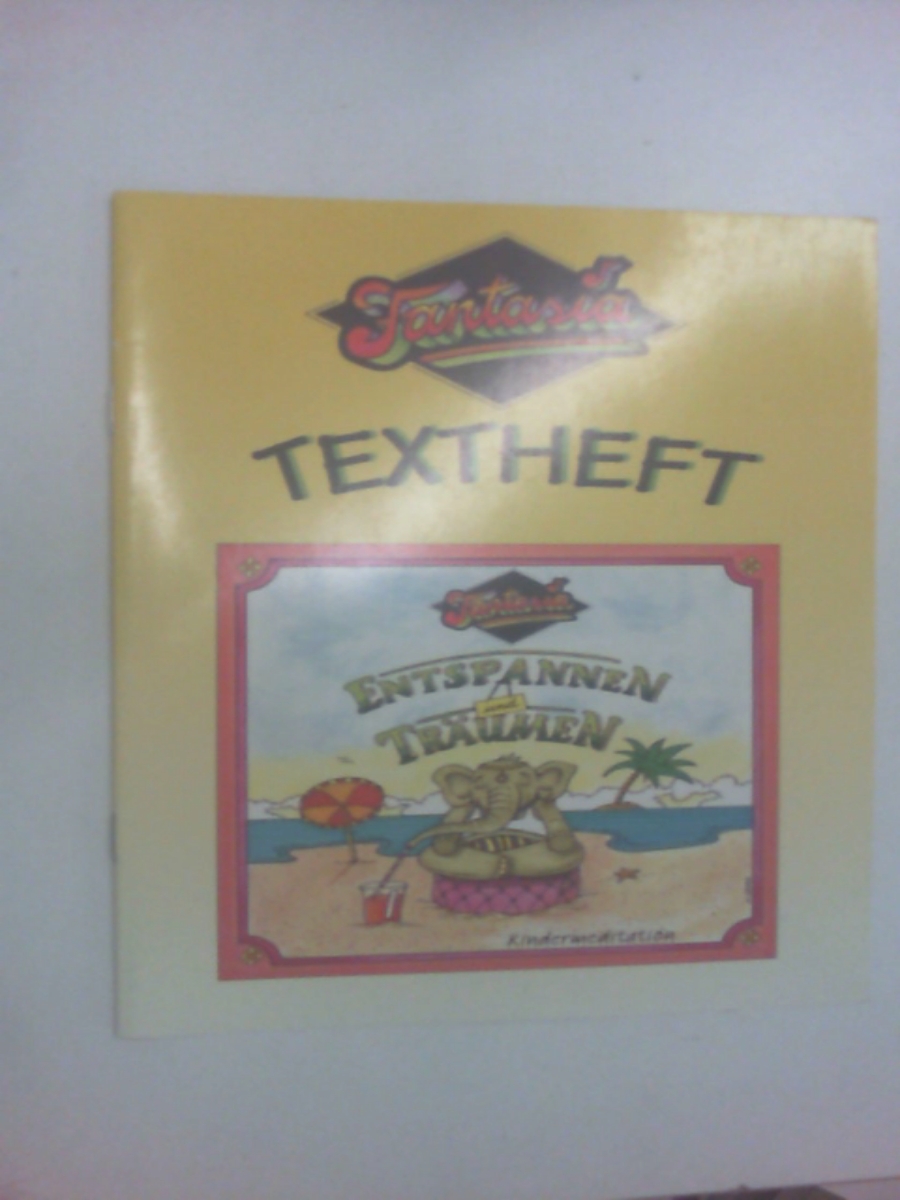 Fantasia
TEXTHEFT
Fantasia
ENTSPANNEN
und
TRÄUMEN
Kindermeditation